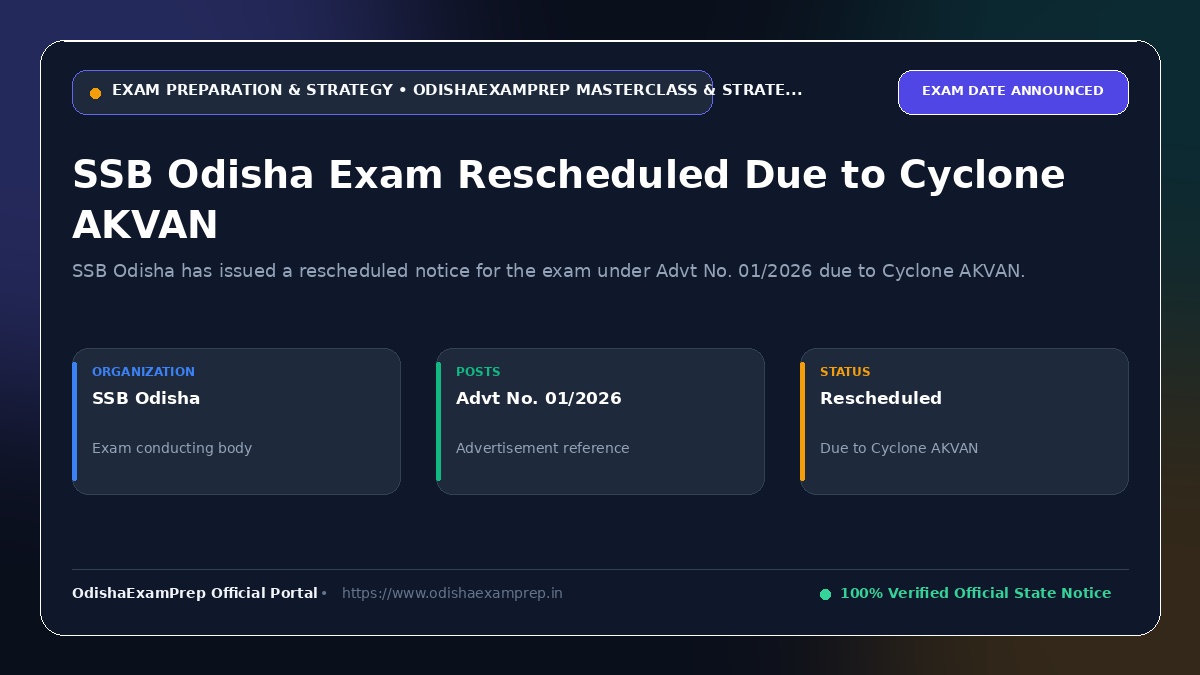 EXAM PREPARATION & STRATEGY • ODISHAEXAMPREP MASTERCLASS & STRATE...
EXAM DATE ANNOUNCED
SSB Odisha Exam Rescheduled Due to Cyclone
AKVAN
SSB Odisha has issued a rescheduled notice for the exam under Advt No. 01/2026 due to Cyclone AKVAN.
ORGANIZATION
SSB Odisha
Exam conducting body
POSTS
Advt No. 01/2026
Advertisement reference
STATUS
Rescheduled
Due to Cyclone AKVAN
OdishaExamPrep Official Portal • https://www.odishaexamprep.in
100% Verified Official State Notice